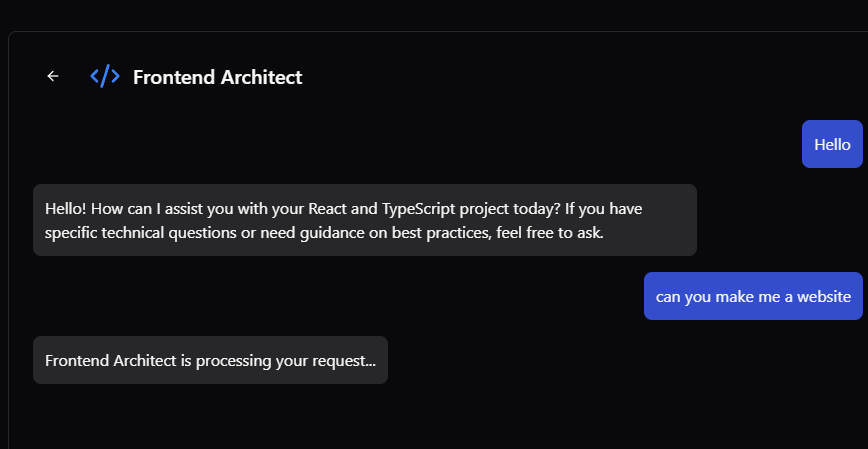 Frontend Architect
Hello
Hello! How can I assist you with your React and TypeScript project today? If you have
specific technical questions or need guidance on best practices, feel free to ask.
can you make me a website
Frontend Architect is processing your request...